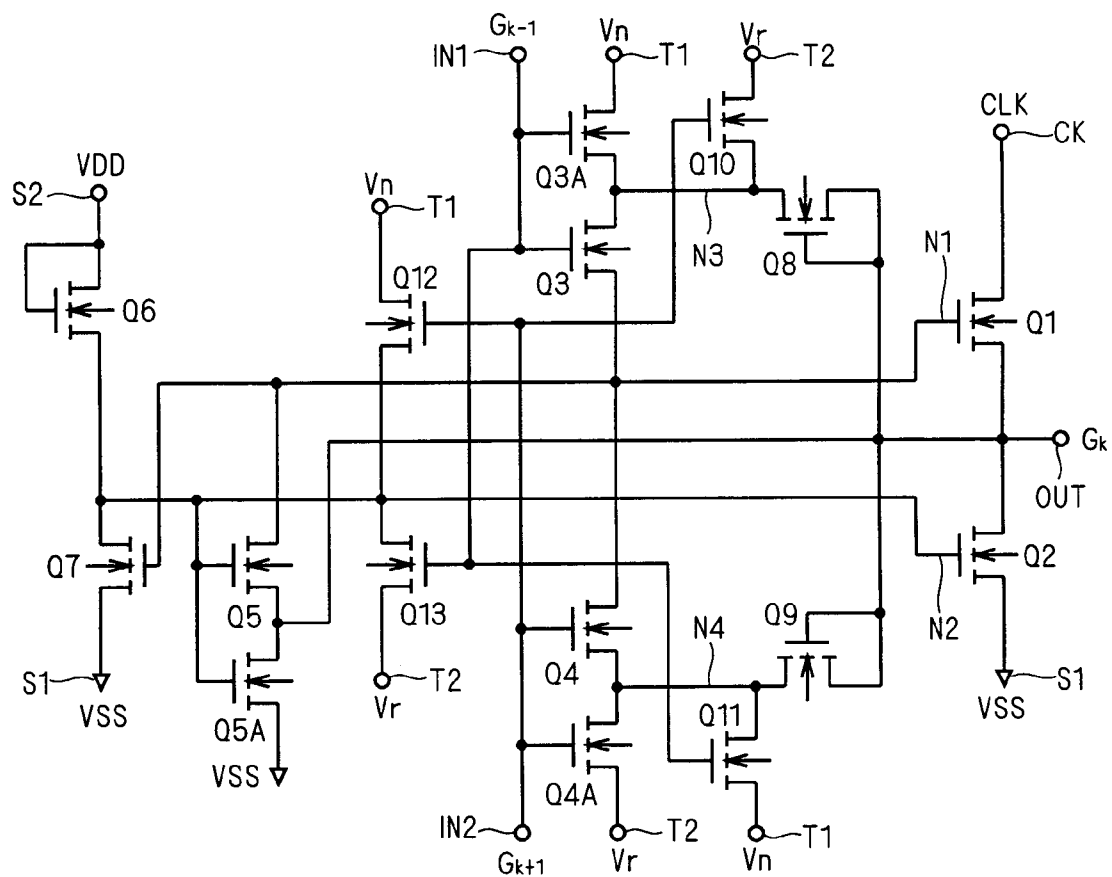 Gk-1
Vn
Vr
IN1
T1
T2
CLK
CK
VDD
S2
Q3A
Q10
Vn
T1
N3
Q8
N1
Q12
Q3
Q6
Q1
Gk
OUT
Q7
Q5
Q13
Q4
N4
Q9
N2
Q2
S1
VSS
Q5A
T2
Vr
Q11
S1
VSS
VSS
Q4A
IN2
Gk+1
T2
Vr
T1
Vn